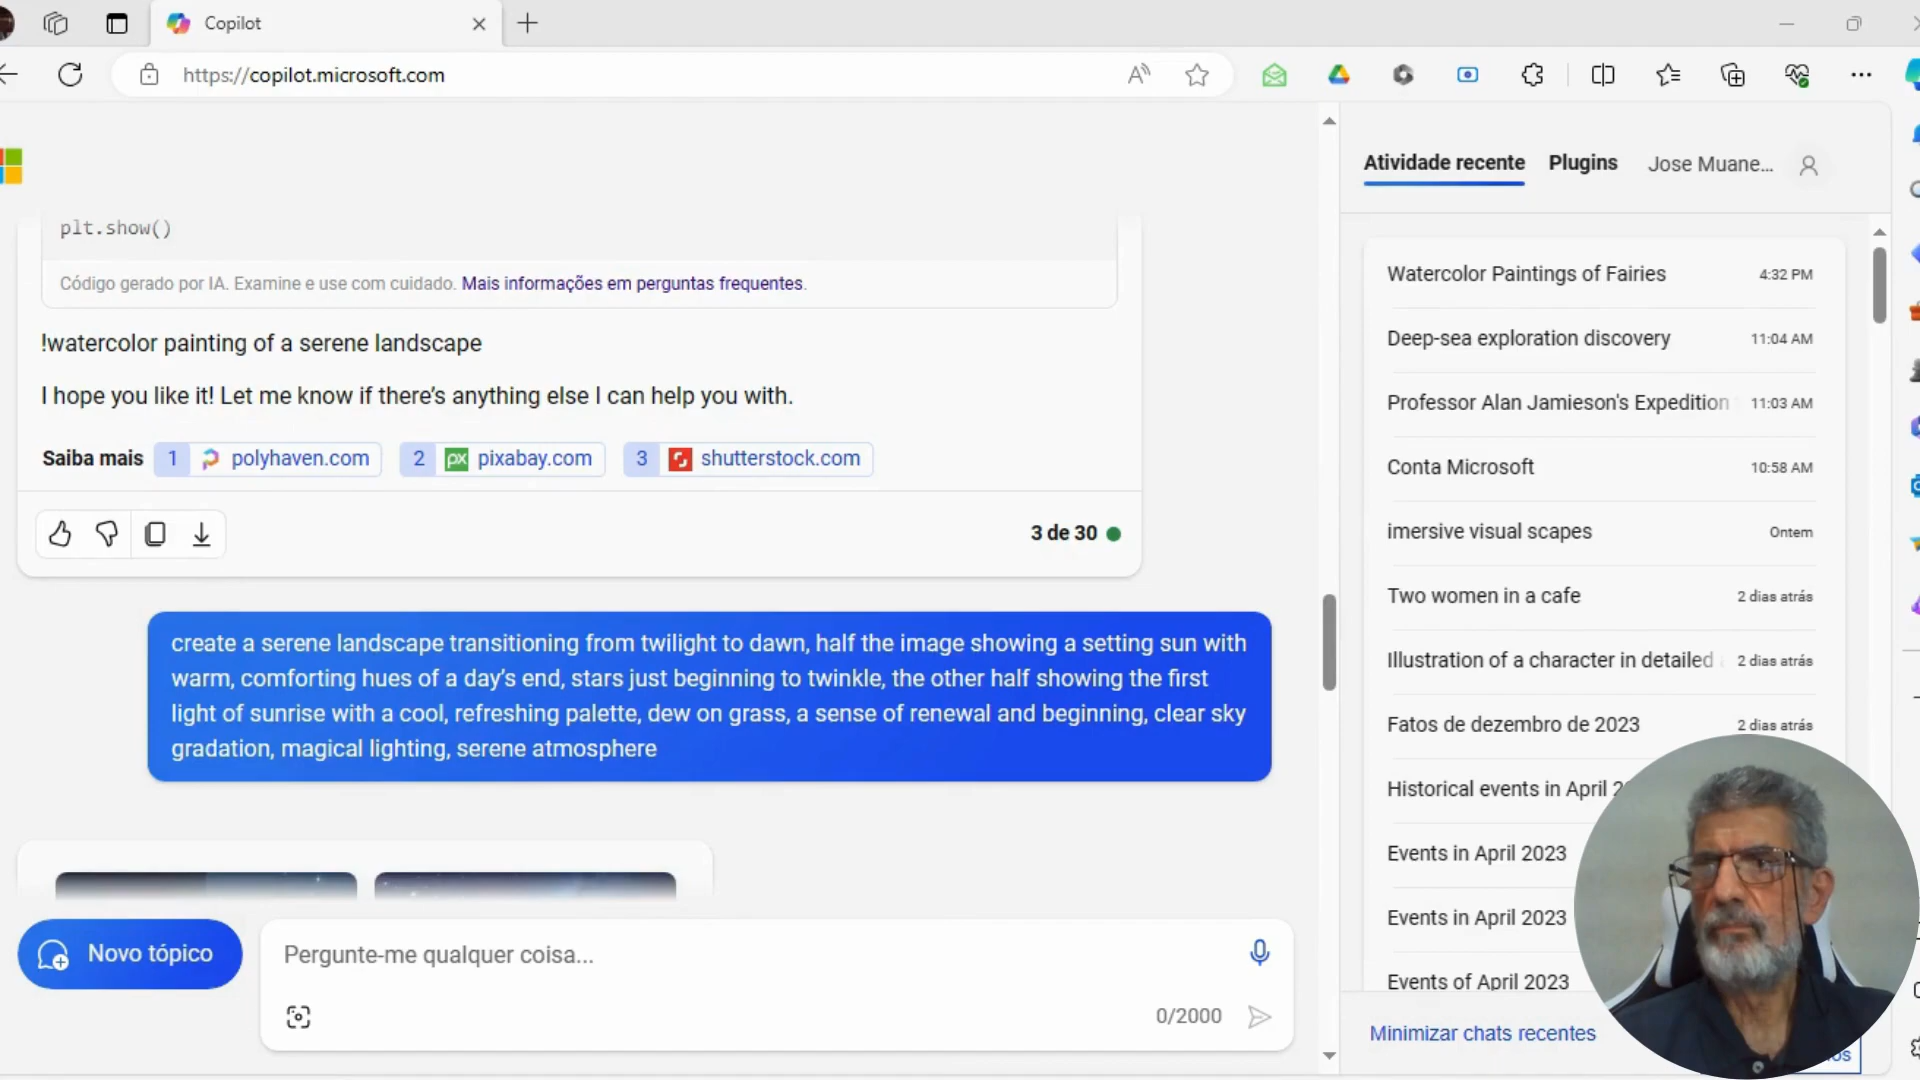 Copilot
https://copilot.microsoft.com
plt.show()
Código gerado por IA. Examine e use com cuidado. Mais informações em perguntas frequentes.
!watercolor painting of a serene landscape
I hope you like it! Let me know if there's anything else I can help you with.
Saiba mais 1 polyhaven.com 2 px pixabay.com 3 shutterstock.com
3 de 30
create a serene landscape transitioning from twilight to dawn, half the image showing a setting sun with
warm, comforting hues of a day's end, stars just beginning to twinkle, the other half showing the first
light of sunrise with a cool, refreshing palette, dew on grass, a sense of renewal and beginning, clear sky
gradation, magical lighting, serene atmosphere
Novo tópico
Pergunte-me qualquer coisa...
0/2000
Atividade recente Plugins Jose Muane...
Watercolor Paintings of Fairies 4:32 PM
Deep-sea exploration discovery 11:04 AM
Professor Alan Jamieson's Expedition 11:03 AM
Conta Microsoft 10:58 AM
imersive visual scapes Ontem
Two women in a cafe 2 dias atrás
Illustration of a character in detailed 2 dias atrás
Fatos de dezembro de 2023 2 dias atrás
Historical events in April
Events in April 2023
Events in April 2023
Events of April 2023
Minimizar chats recentes